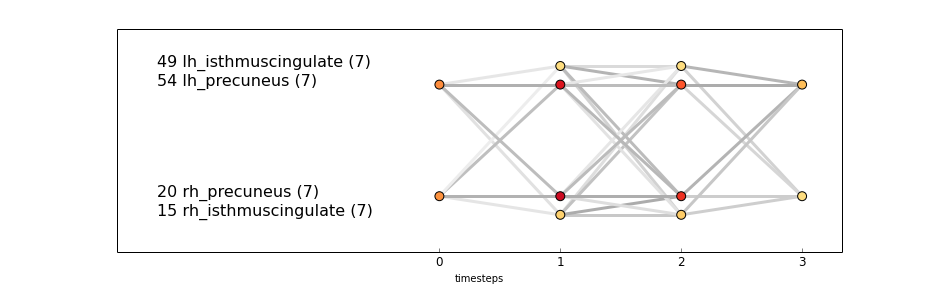 49 lh_isthmuscingulate (7)
54 lh_precuneus (7)
20 rh_precuneus (7)
15 rh_isthmuscingulate (7)
0 1 2 3
timesteps